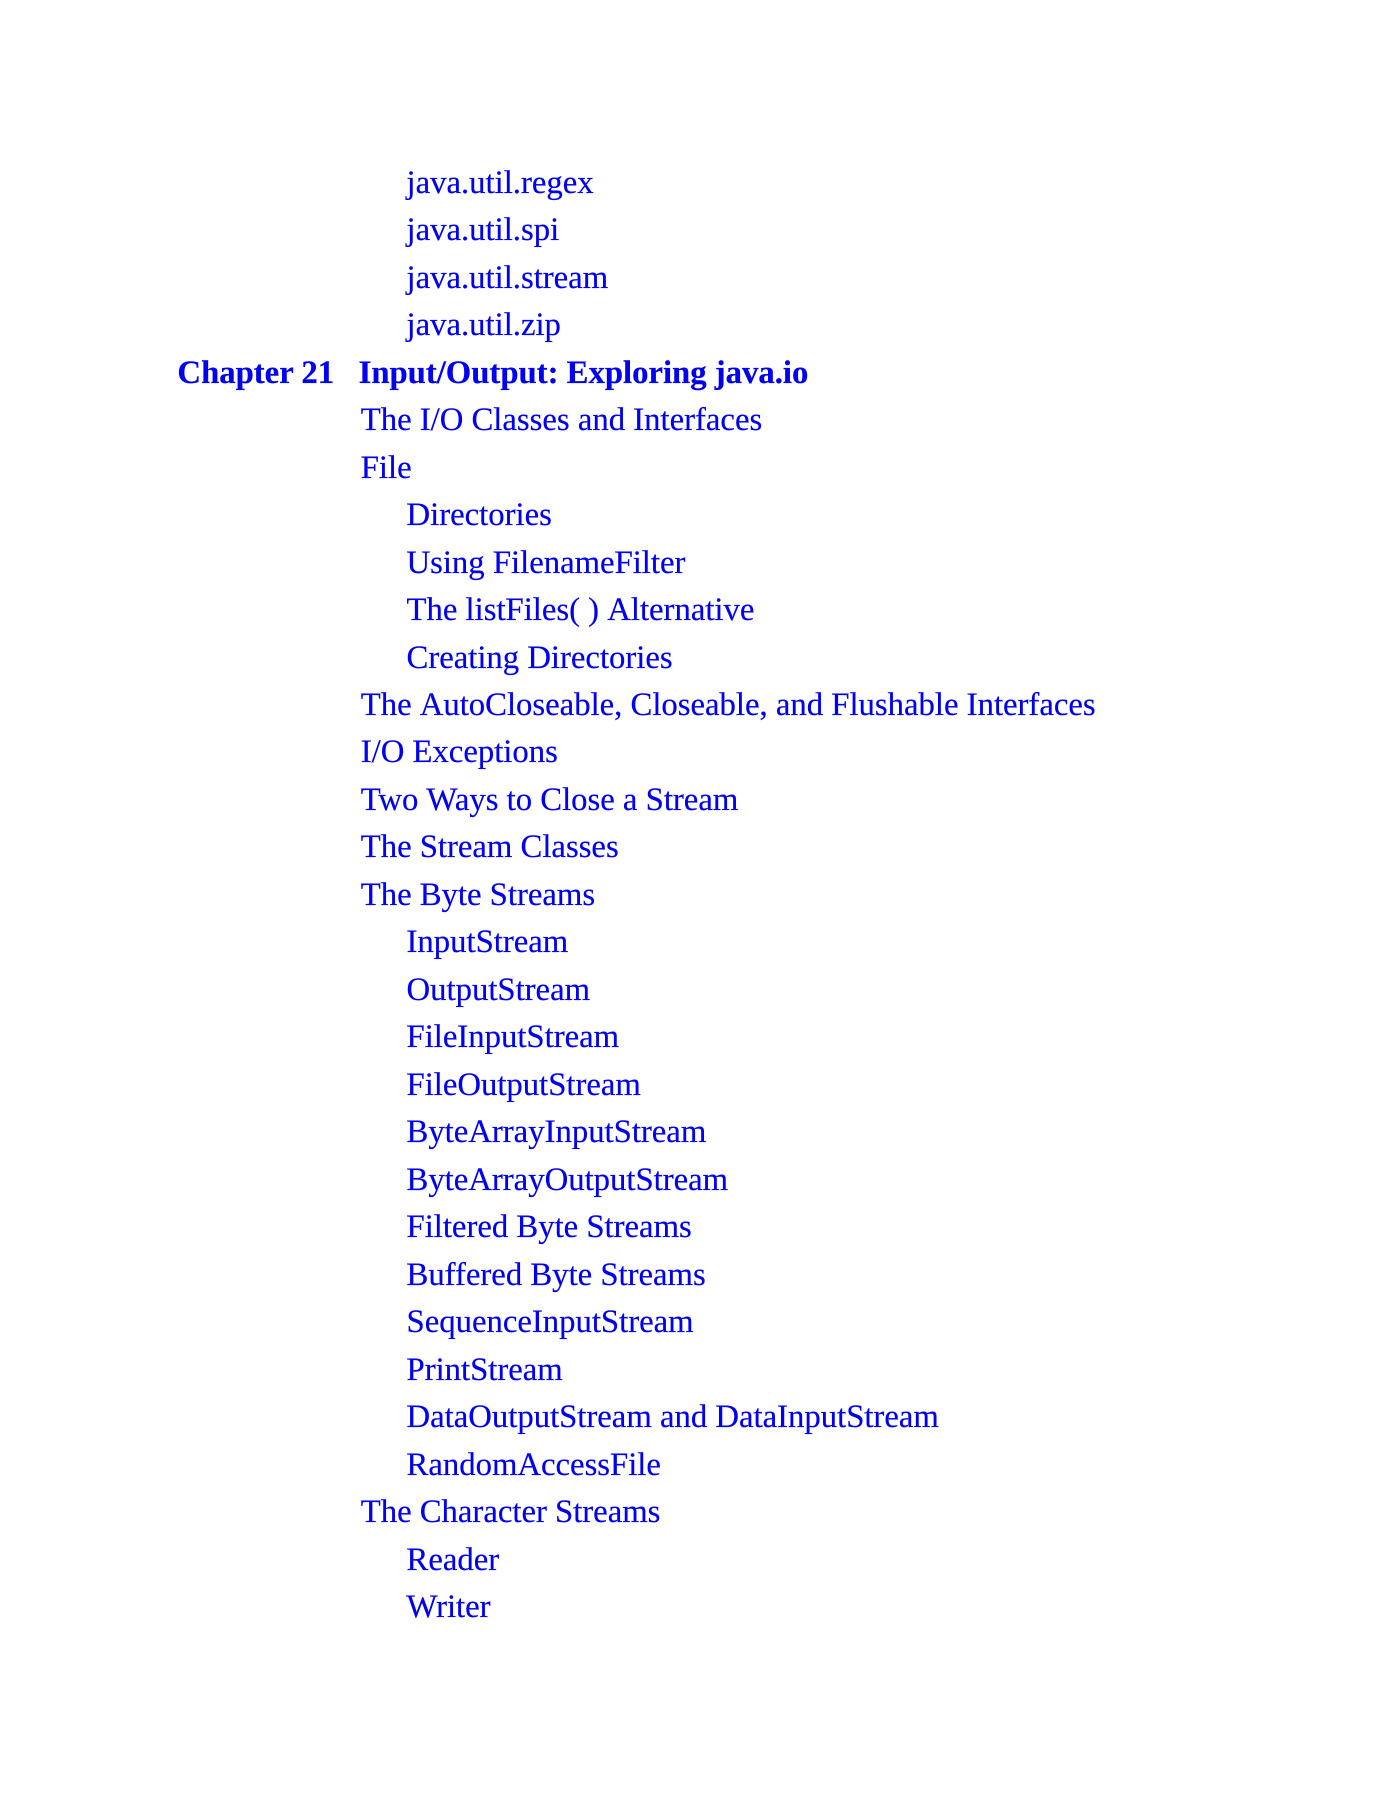 java.util.regex
java.util.spi
java.util.stream
java.util.zip
Chapter 21 Input/Output: Exploring java.io
The I/O Classes and Interfaces
File
Directories
Using FilenameFilter
The listFiles( ) Alternative
Creating Directories
The AutoCloseable, Closeable, and Flushable Interfaces
I/O Exceptions
Two Ways to Close a Stream
The Stream Classes
The Byte Streams
InputStream
OutputStream
FileInputStream
FileOutputStream
ByteArrayInputStream
ByteArrayOutputStream
Filtered Byte Streams
Buffered Byte Streams
SequenceInputStream
PrintStream
DataOutputStream and DataInputStream
RandomAccessFile
The Character Streams
Reader
Writer